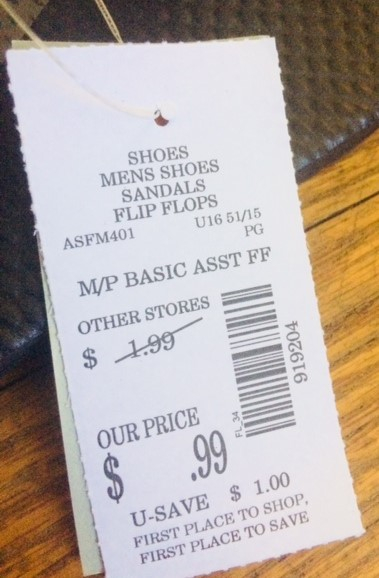 SHOES
MENS SHOES
SANDALS
FLIP FLOPS
ASFM401 U16 51/15
PG
M/P BASIC ASST FF
OTHER STORES
$ 1.99
919204
FL_34
OUR PRICE
$ .99
U-SAVE $ 1.00
FIRST PLACE TO SHOP,
FIRST PLACE TO SAVE